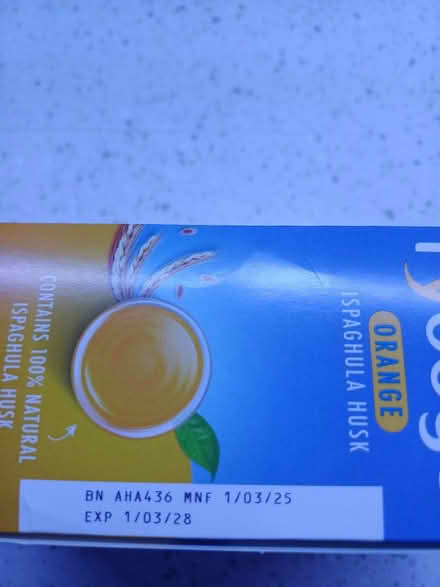 ORANGE
ISPAGHULA HUSK
CONTAINS 100% NATURAL
ISPAGHULA HUSK
BN AHA436 MNF 1/03/25
EXP 1/03/28